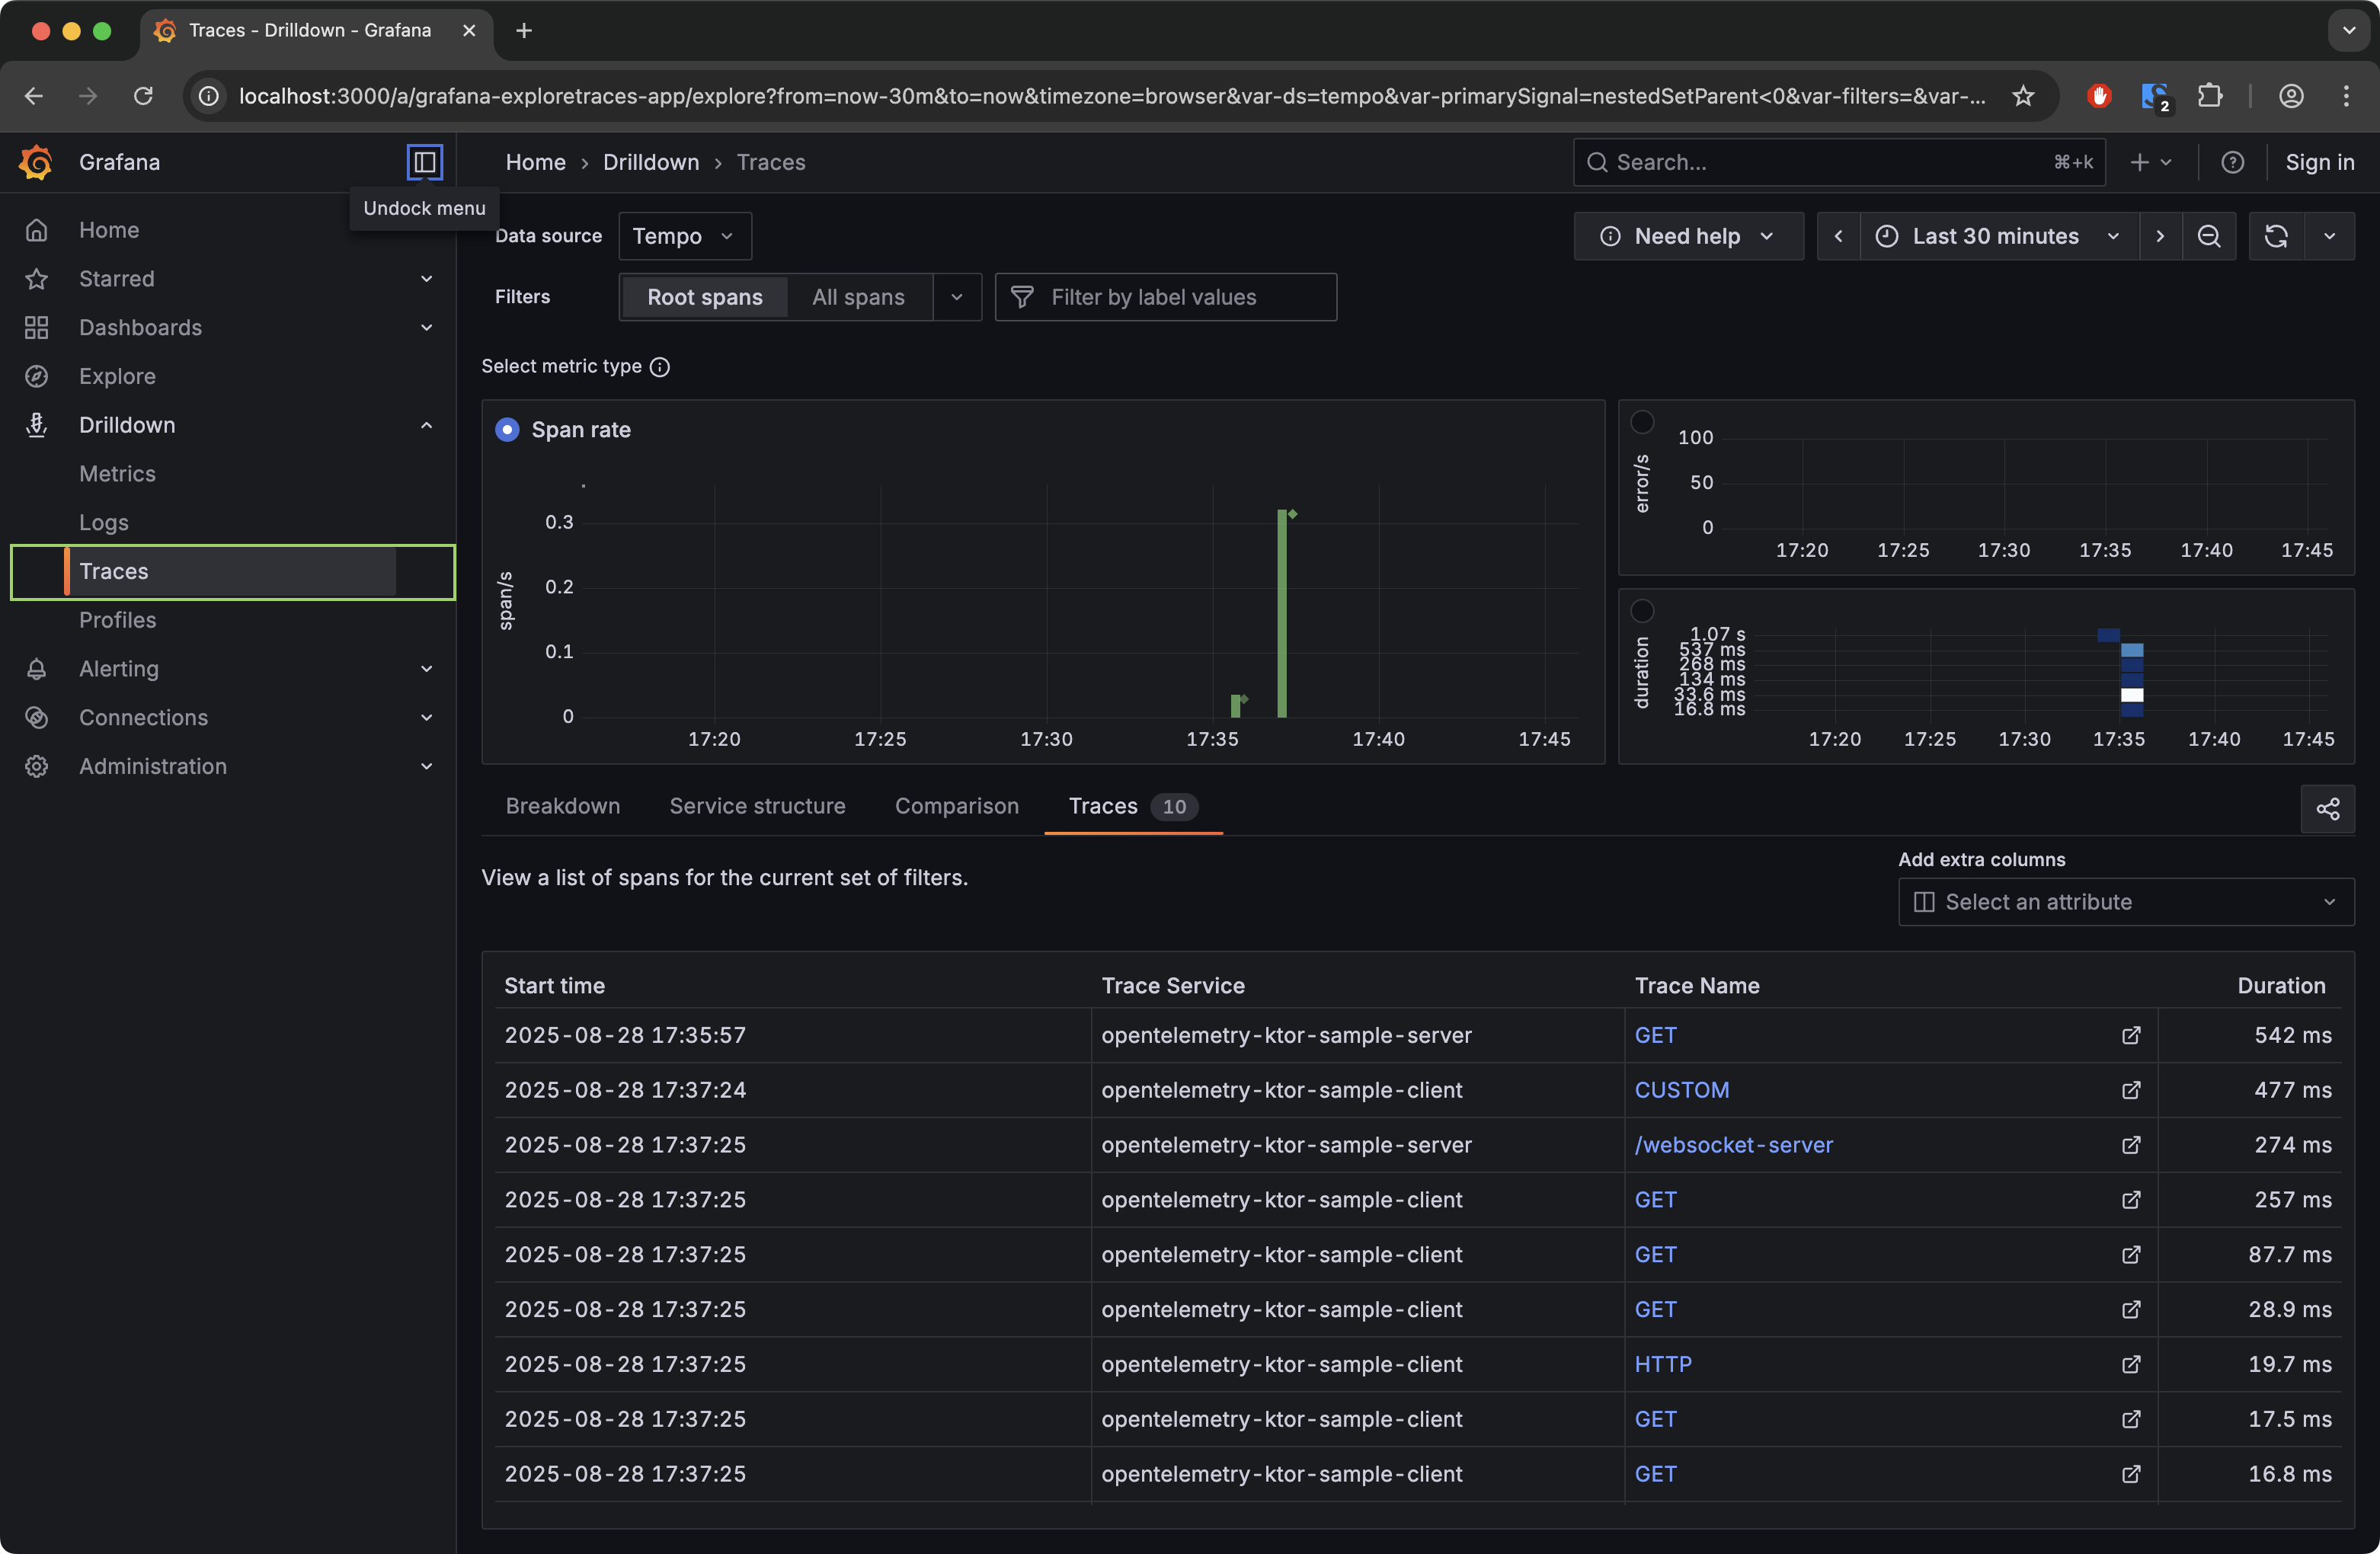 Traces - Drilldown - Grafana
localhost:3000/a/grafana-exploretraces-app/explore?from=now-30m&to=now&timezone=browser&var-ds=tempo&var-primarySignal=nestedSetParent<0&var-filters=&var-...
2
Grafana
Home › Drilldown › Traces
Search...
⌘+k
Sign in
Undock menu
Home
Starred
Dashboards
Explore
Drilldown
Metrics
Logs
Traces
Profiles
Alerting
Connections
Administration
Data source
Tempo
Need help
Last 30 minutes
Filters
Root spans
All spans
Filter by label values
Select metric type
Span rate
span/s
0.3
0.2
0.1
0
17:20 17:25 17:30 17:35 17:40 17:45
error/s
100
50
0
17:20 17:25 17:30 17:35 17:40 17:45
duration
1.07 s
537 ms
268 ms
134 ms
33.6 ms
16.8 ms
17:20 17:25 17:30 17:35 17:40 17:45
Breakdown Service structure Comparison Traces 10
View a list of spans for the current set of filters.
Add extra columns
Select an attribute
Start time Trace Service Trace Name Duration
2025-08-28 17:35:57 opentelemetry-ktor-sample-server GET 542 ms
2025-08-28 17:37:24 opentelemetry-ktor-sample-client CUSTOM 477 ms
2025-08-28 17:37:25 opentelemetry-ktor-sample-server /websocket-server 274 ms
2025-08-28 17:37:25 opentelemetry-ktor-sample-client GET 257 ms
2025-08-28 17:37:25 opentelemetry-ktor-sample-client GET 87.7 ms
2025-08-28 17:37:25 opentelemetry-ktor-sample-client GET 28.9 ms
2025-08-28 17:37:25 opentelemetry-ktor-sample-client HTTP 19.7 ms
2025-08-28 17:37:25 opentelemetry-ktor-sample-client GET 17.5 ms
2025-08-28 17:37:25 opentelemetry-ktor-sample-client GET 16.8 ms